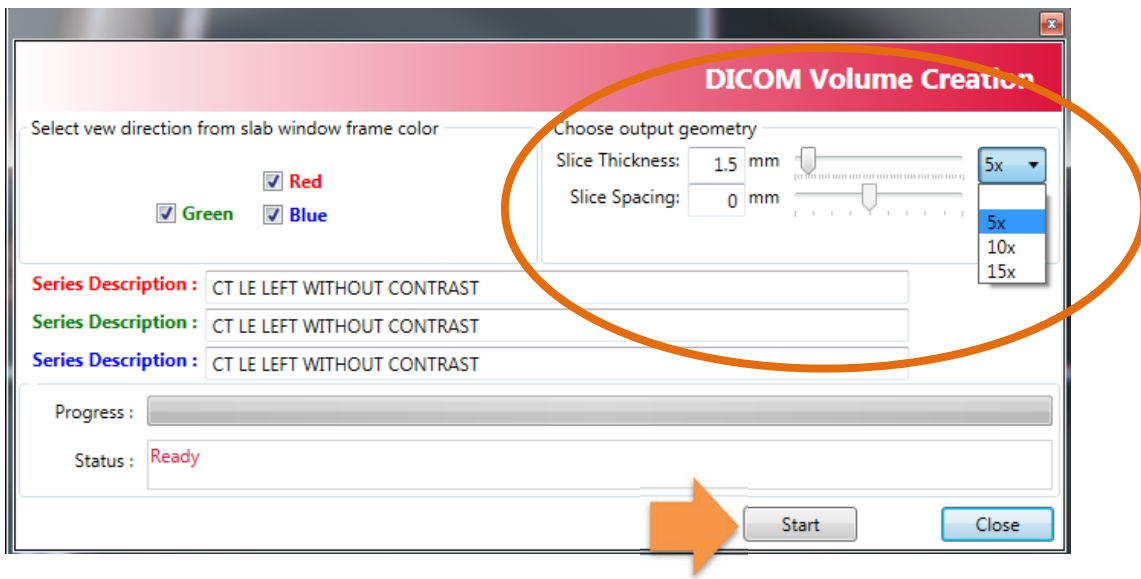 DICOM Volume Creation
Select vew direction from slab window frame color
Red
Green
Blue
Choose output geometry
Slice Thickness: 1.5 mm 5x
Slice Spacing: 0 mm
5x
10x
15x
Series Description : CT LE LEFT WITHOUT CONTRAST
Series Description : CT LE LEFT WITHOUT CONTRAST
Series Description : CT LE LEFT WITHOUT CONTRAST
Progress :
Status : Ready
Start Close